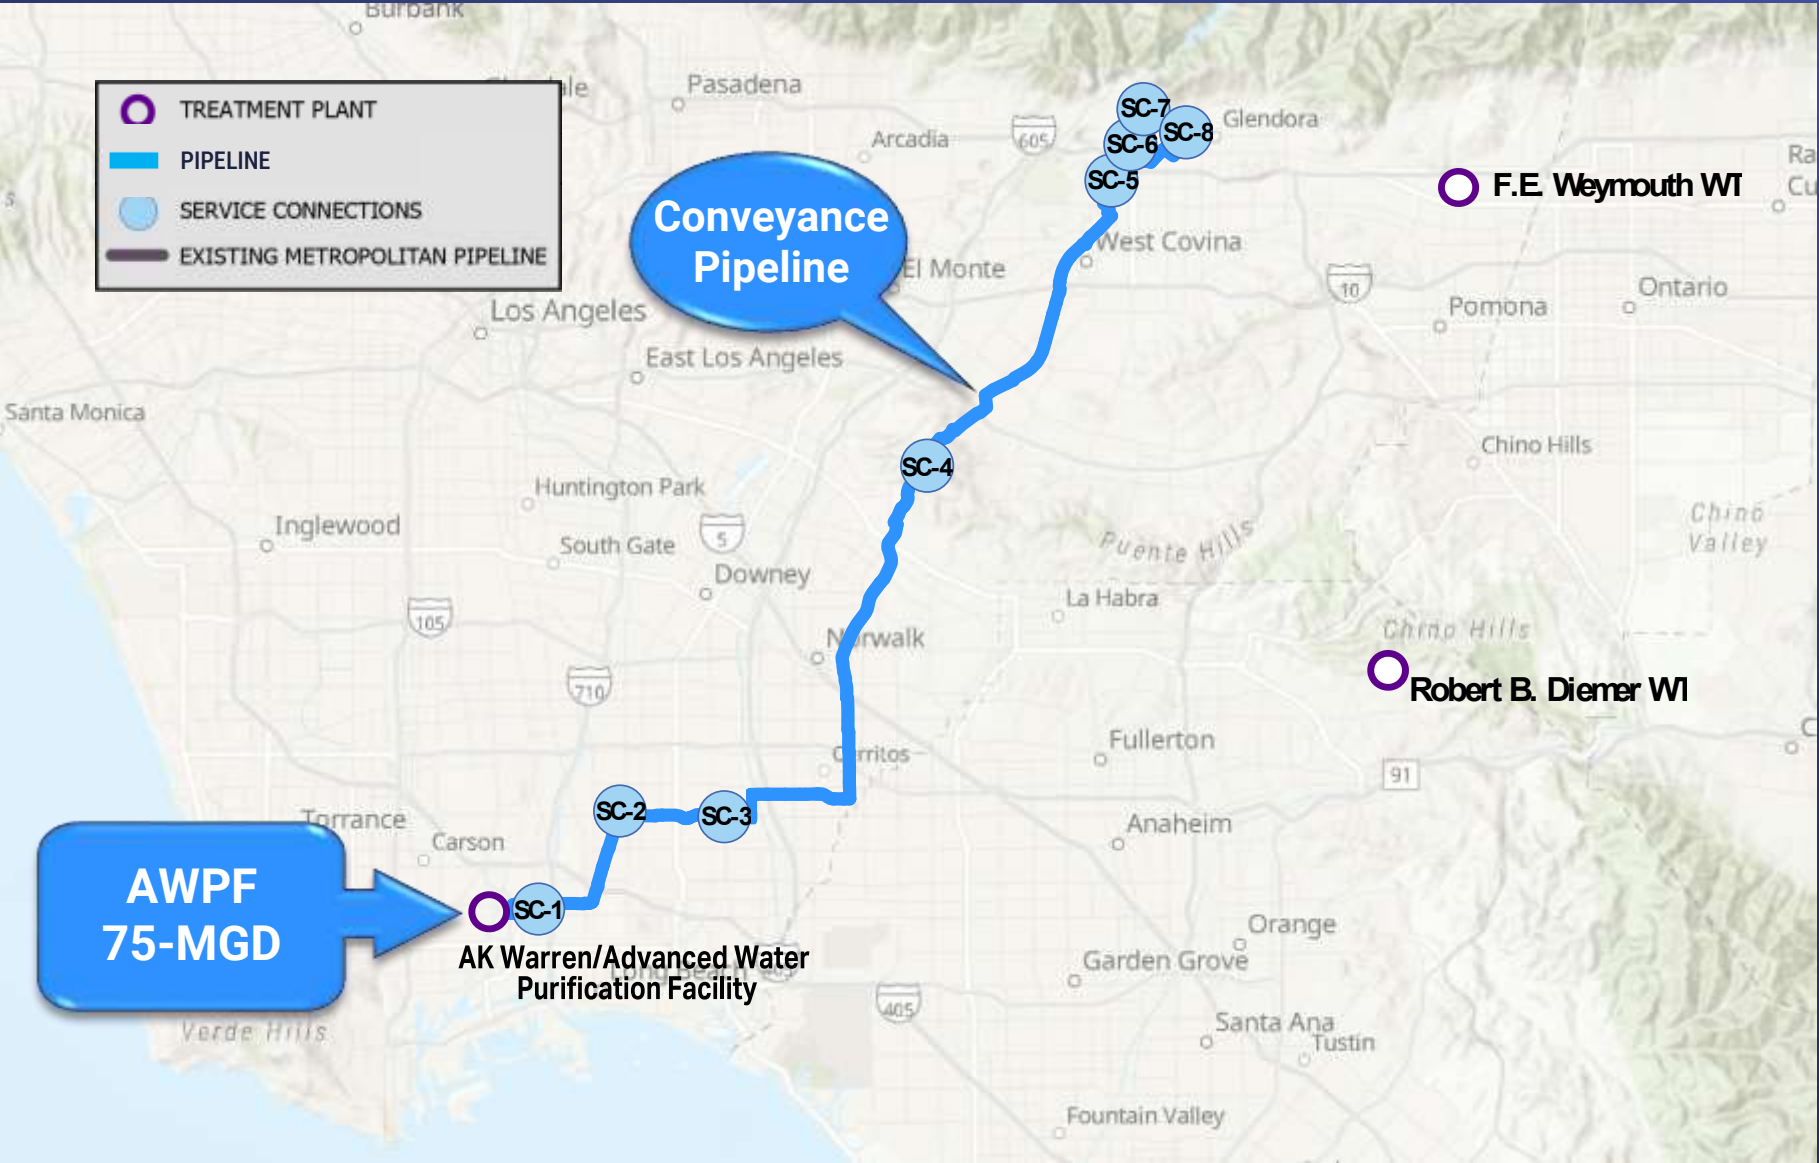 Burbank
TREATMENT PLANT
PIPELINE
SERVICE CONNECTIONS
EXISTING METROPOLITAN PIPELINE
Pasadena
Arcadia
605
SC-7
SC-8
SC-6
SC-5
Glendora
F.E. Weymouth WT
Conveyance
Pipeline
West Covina
El Monte
10
Ontario
Pomona
Los Angeles
East Los Angeles
Santa Monica
Chino Hills
SC-4
Huntington Park
Inglewood
5
South Gate
Downey
Puente Hills
Chino
Valley
La Habra
105
Norwalk
Chino Hills
710
Robert B. Diemer WT
Cerritos
Fullerton
91
SC-2
SC-3
Torrance
Carson
Anaheim
AWPF
75-MGD
SC-1
AK Warren/Advanced Water
Purification Facility
Long Beach
405
Orange
Garden Grove
405
Verde Hills
Santa Ana
Tustin
Fountain Valley